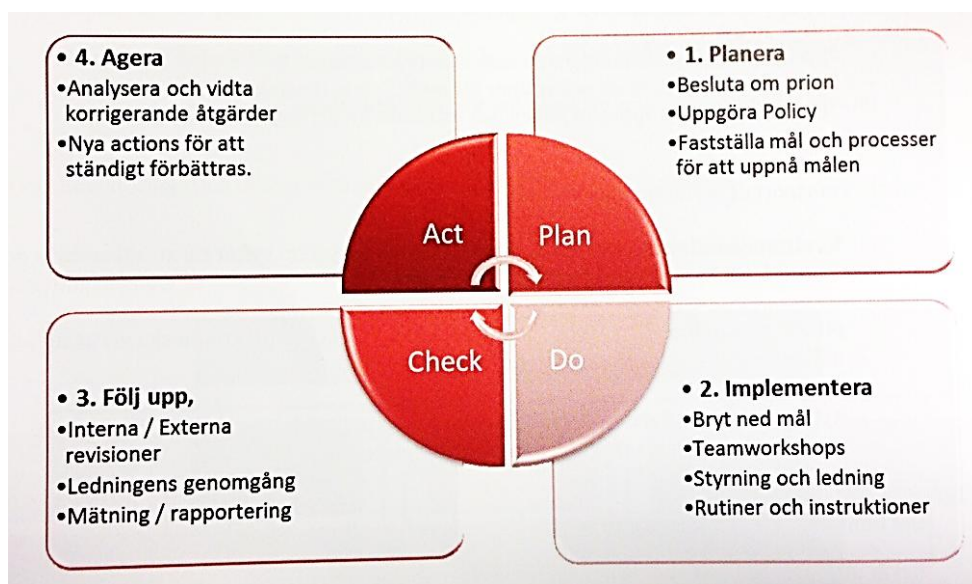 • 4. Agera
•Analysera och vidta
korrigerande åtgärder
•Nya actions för att
ständigt förbättras.
• 1. Planera
•Besluta om prion
•Uppgöra Policy
•Fastställa mål och processer
för att uppnå målen
Act
Plan
Check
Do
• 3. Följ upp,
•Interna / Externa
revisioner
•Ledningens genomgång
•Mätning / rapportering
• 2. Implementera
•Bryt ned mål
•Teamworkshops
•Styrning och ledning
•Rutiner och instruktioner